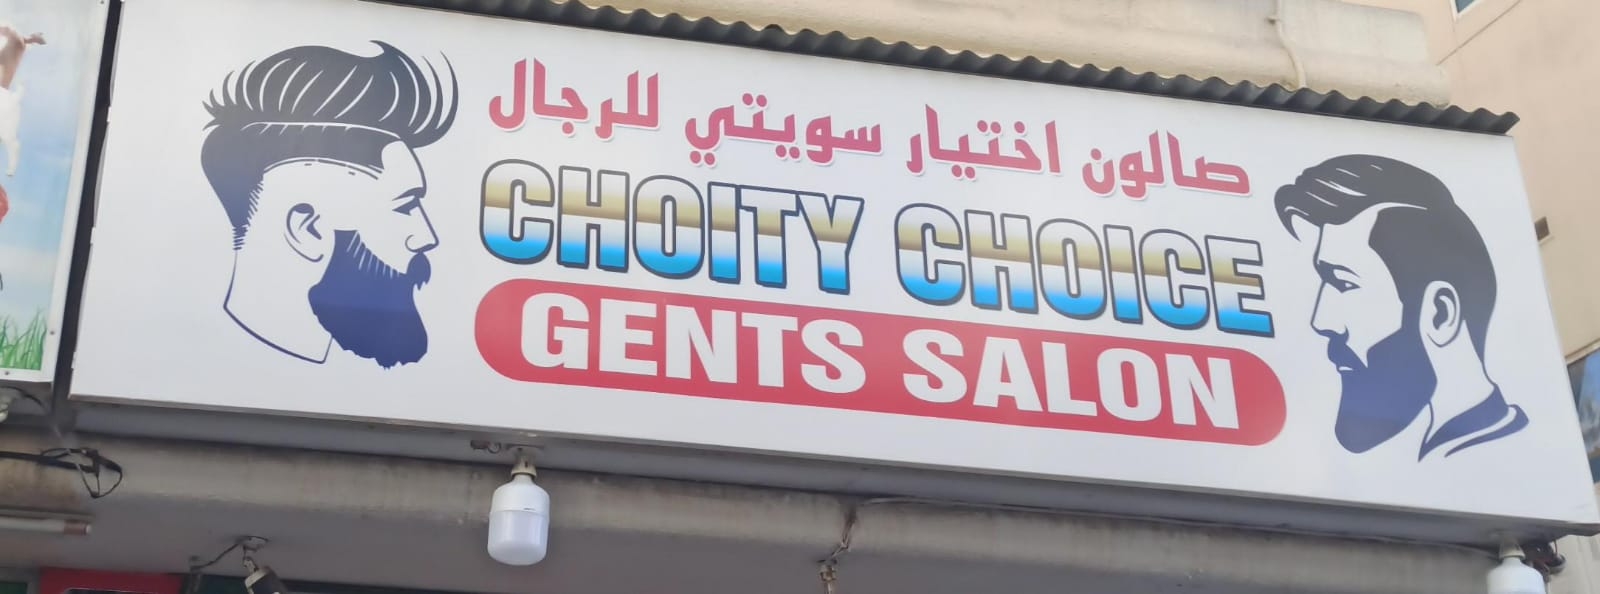 صالون اختيار سويتي للرجال
CHOITY CHOICE
GENTS SALON